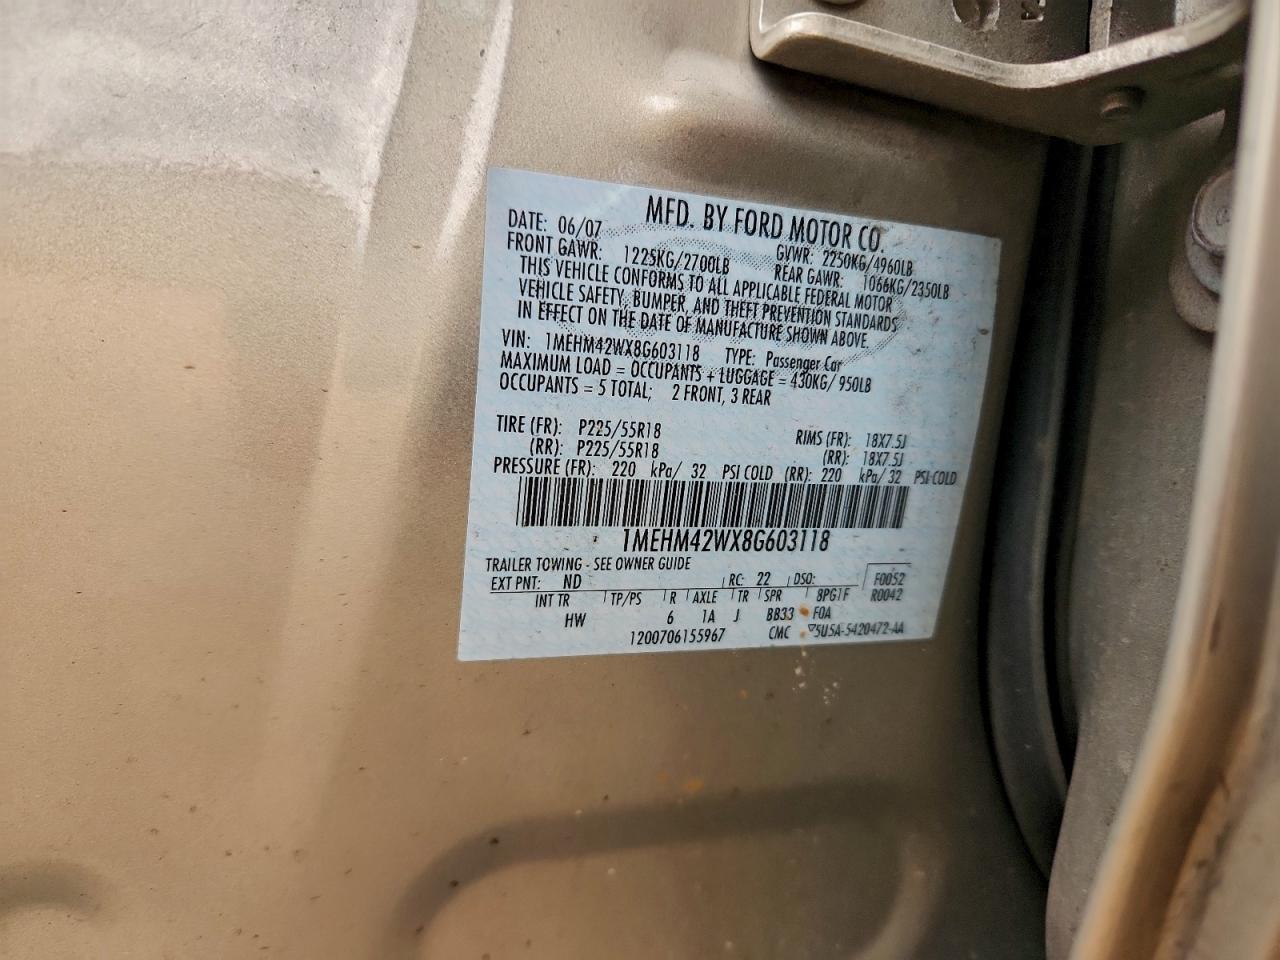 MFD. BY FORD MOTOR CO.
DATE: 06/07 GVWR: 2250KG/4960LB
FRONT GAWR: 1225KG/2700LB REAR GAWR: 1066KG/2350LB
THIS VEHICLE CONFORMS TO ALL APPLICABLE FEDERAL MOTOR
VEHICLE SAFETY, BUMPER, AND THEFT PREVENTION STANDARDS
IN EFFECT ON THE DATE OF MANUFACTURE SHOWN ABOVE.
VIN: 1MEHM42WX8G603118 TYPE: Passenger Car
MAXIMUM LOAD = OCCUPANTS + LUGGAGE = 430KG/ 950LB
OCCUPANTS = 5 TOTAL; 2 FRONT, 3 REAR
TIRE (FR): P225/55R18 RIMS (FR): 18X7.5J
(RR): P225/55R18 (RR): 18X7.5J
PRESSURE (FR): 220 kPa/ 32 PSI COLD (RR): 220 kPa/ 32 PSI COLD
1MEHM42WX8G603118
TRAILER TOWING - SEE OWNER GUIDE
EXT PNT: ND RC: 22 DSO: F0052
INT TR TP/PS R AXLE TR SPR 8PG1F R0042
HW 6 1A J BB33 F0A
1200706155967 CMC ▽5U5A-5420472-AA